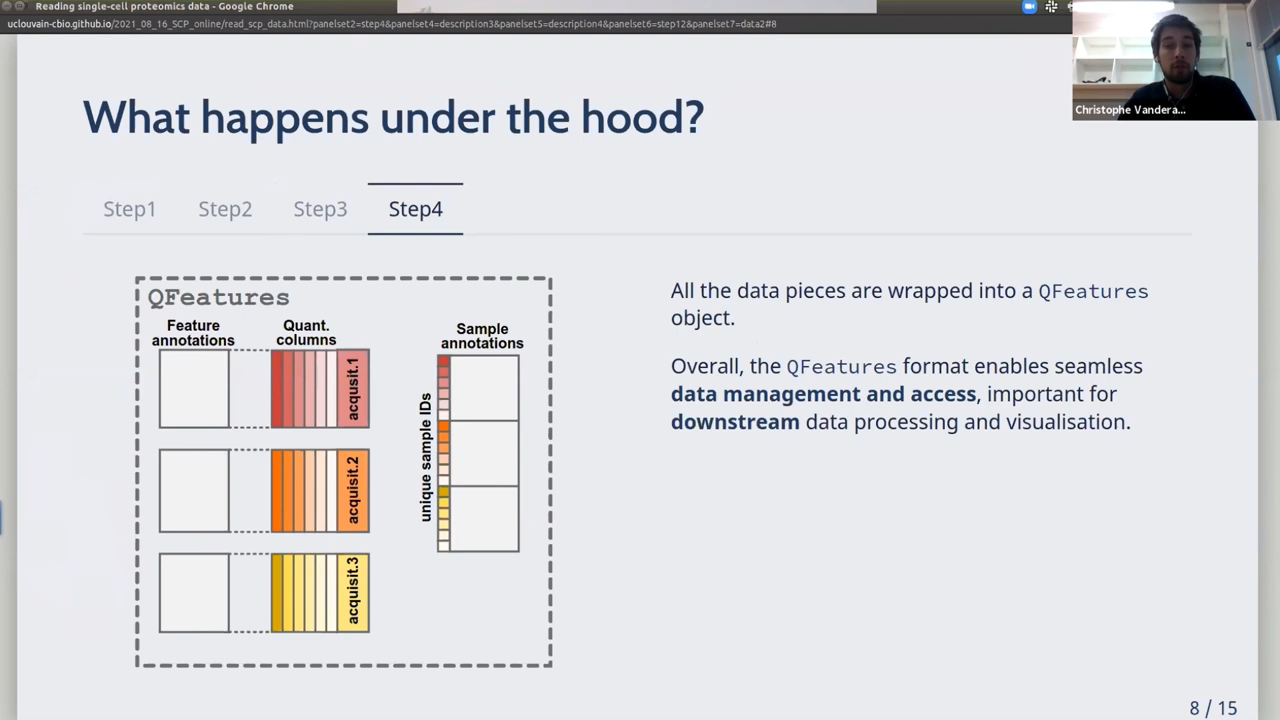 Reading single-cell proteomics data - Google Chrome
uclouvain-cbio.github.io/2021_08_16_SCP_online/read_scp_data.html?panelset2=step4&panelset4=description3&panelset5=description4&panelset6=step12&panelset7=data2#8
Christophe Vandera...
What happens under the hood?
Step1 Step2 Step3 Step4
QFeatures
Feature
annotations
Quant.
columns
Sample
annotations
acqusit.1
acquisit.2
acquisit.3
unique sample IDs
All the data pieces are wrapped into a QFeatures
object.
Overall, the QFeatures format enables seamless
data management and access, important for
downstream data processing and visualisation.
8 / 15